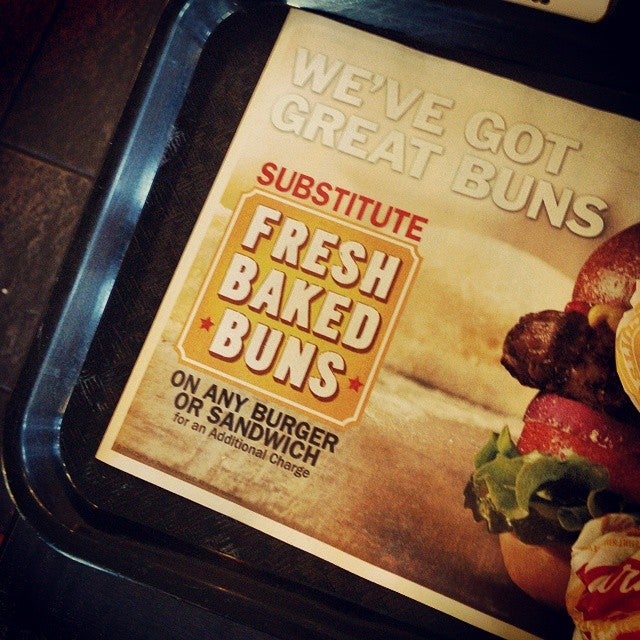 WE'VE GOT
GREAT BUNS
SUBSTITUTE
FRESH
BAKED
BUNS
ON ANY BURGER
OR SANDWICH
for an Additional Charge